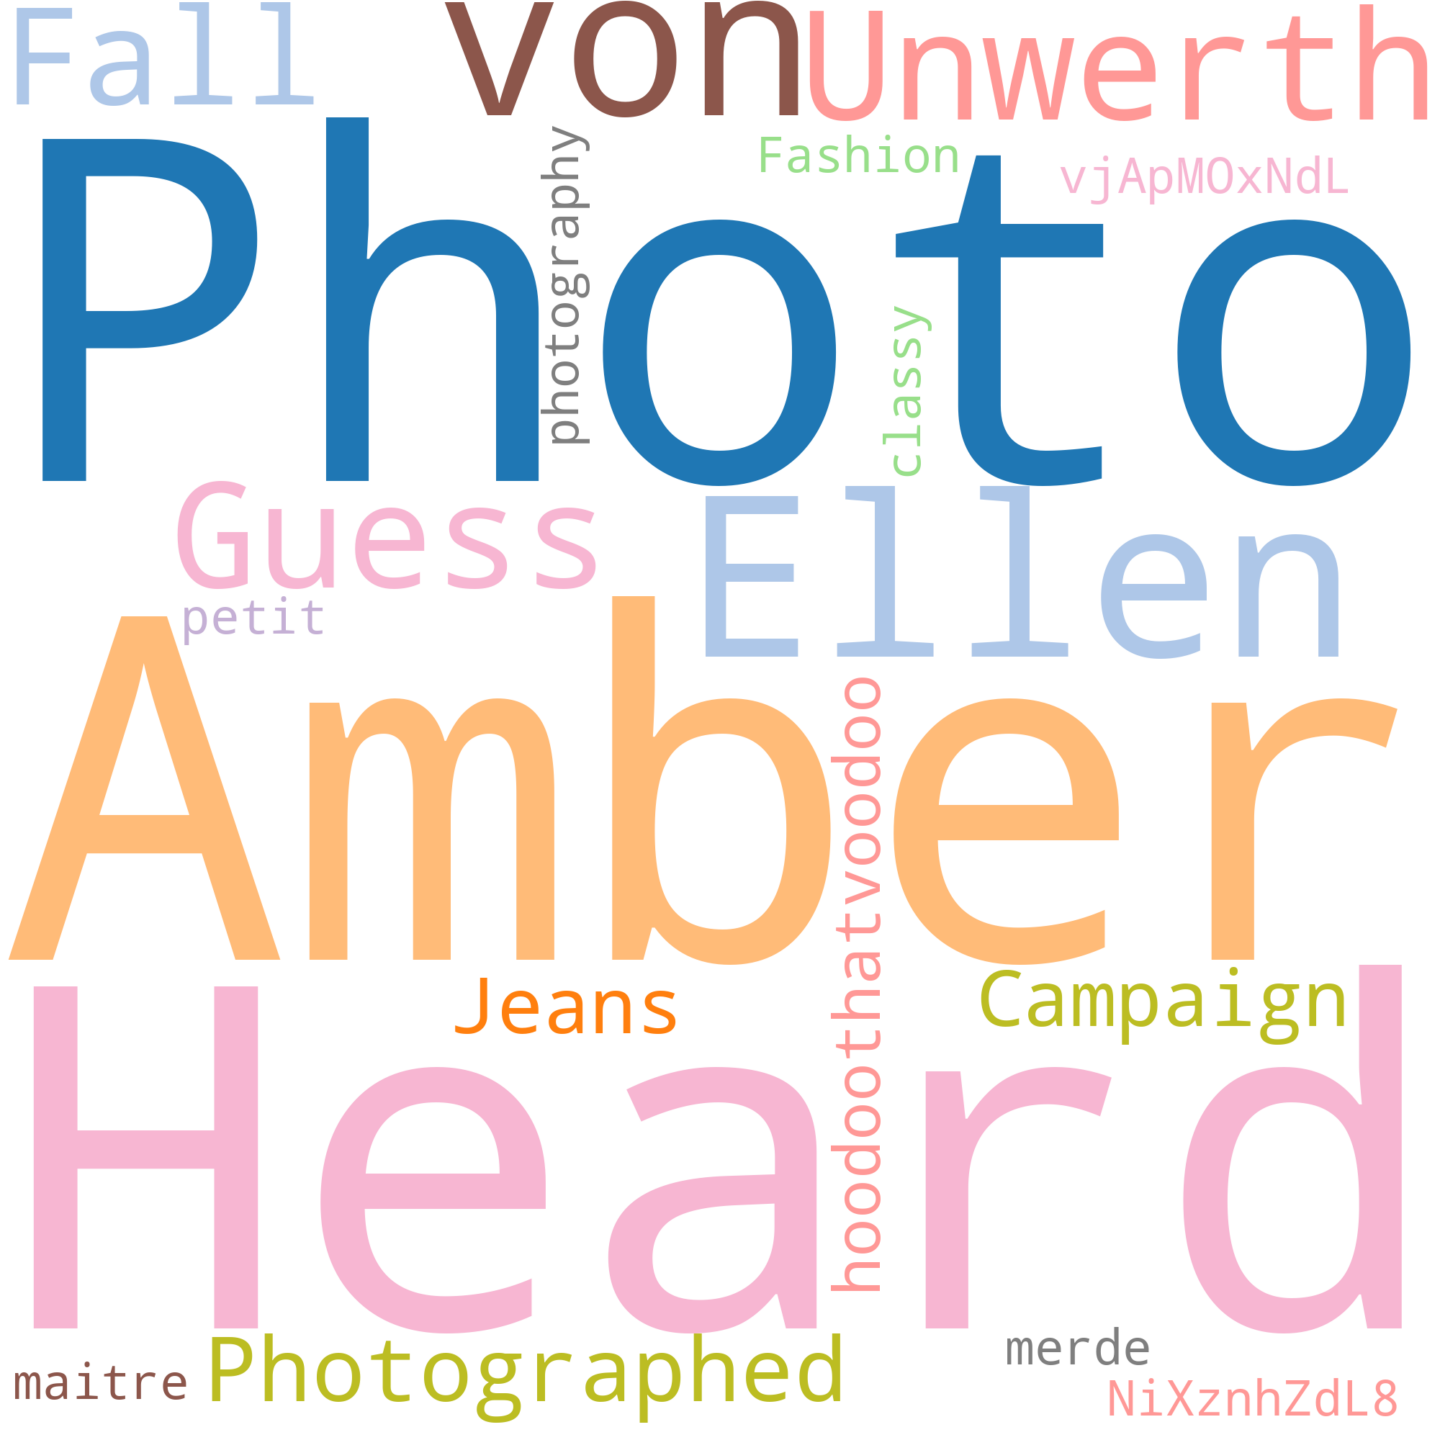 Fall
von
Unwerth
Photo
photography
Fashion
vjApMOxNdL
classy
Guess
Ellen
petit
Amber
hoodoothatvoodoo
Jeans
Campaign
Heard
maitre
Photographed
merde
NiXznhZdL8